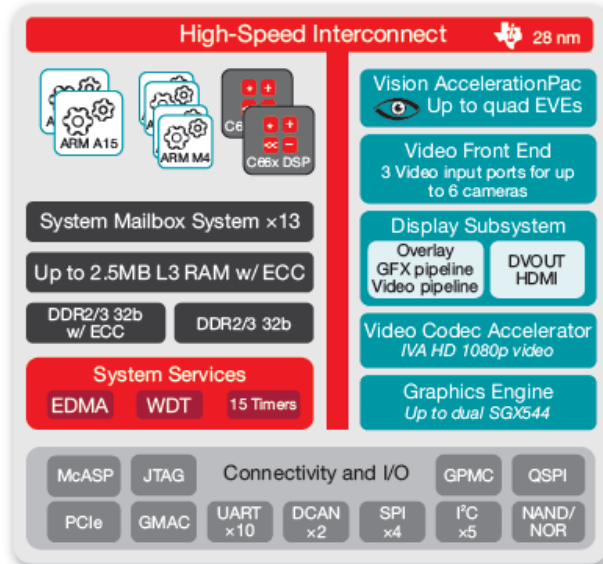 High-Speed Interconnect
28 nm
ARM A15
ARM M4
C66x DSP
System Mailbox System ×13
Up to 2.5MB L3 RAM w/ ECC
DDR2/3 32b
w/ ECC
DDR2/3 32b
System Services
EDMA
WDT
15 Timers
Vision AccelerationPac
Up to quad EVEs
Video Front End
3 Video input ports for up
to 6 cameras
Display Subsystem
Overlay
GFX pipeline
Video pipeline
DVOUT
HDMI
Video Codec Accelerator
IVA HD 1080p video
Graphics Engine
Up to dual SGX544
McASP
JTAG
Connectivity and I/O
GPMC
QSPI
PCIe
GMAC
UART
×10
DCAN
×2
SPI
×4
I²C
×5
NAND/
NOR